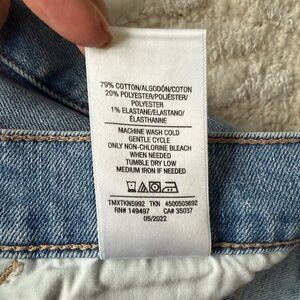 79% COTTON/ALGODÓN/COTON
20% POLYESTER/POLIÉSTER/
POLYESTER
1% ELASTANE/ELASTANO/
ÉLASTHANNE
MACHINE WASH COLD
GENTLE CYCLE
ONLY NON-CHLORINE BLEACH
WHEN NEEDED
TUMBLE DRY LOW
MEDIUM IRON IF NEEDED
TMXTKN5992 TKN 4500503692
RN# 149497 CA# 35037
05/2022